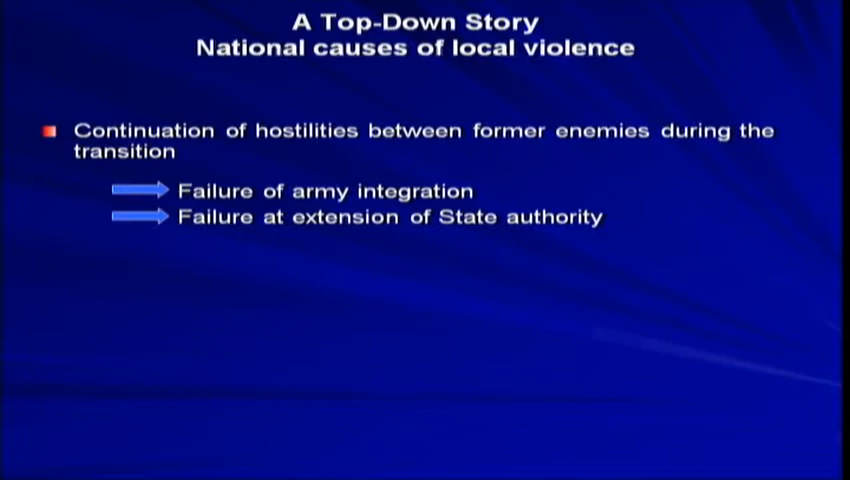 A Top-Down Story
National causes of local violence
Continuation of hostilities between former enemies during the
transition
Failure of army integration
Failure at extension of State authority